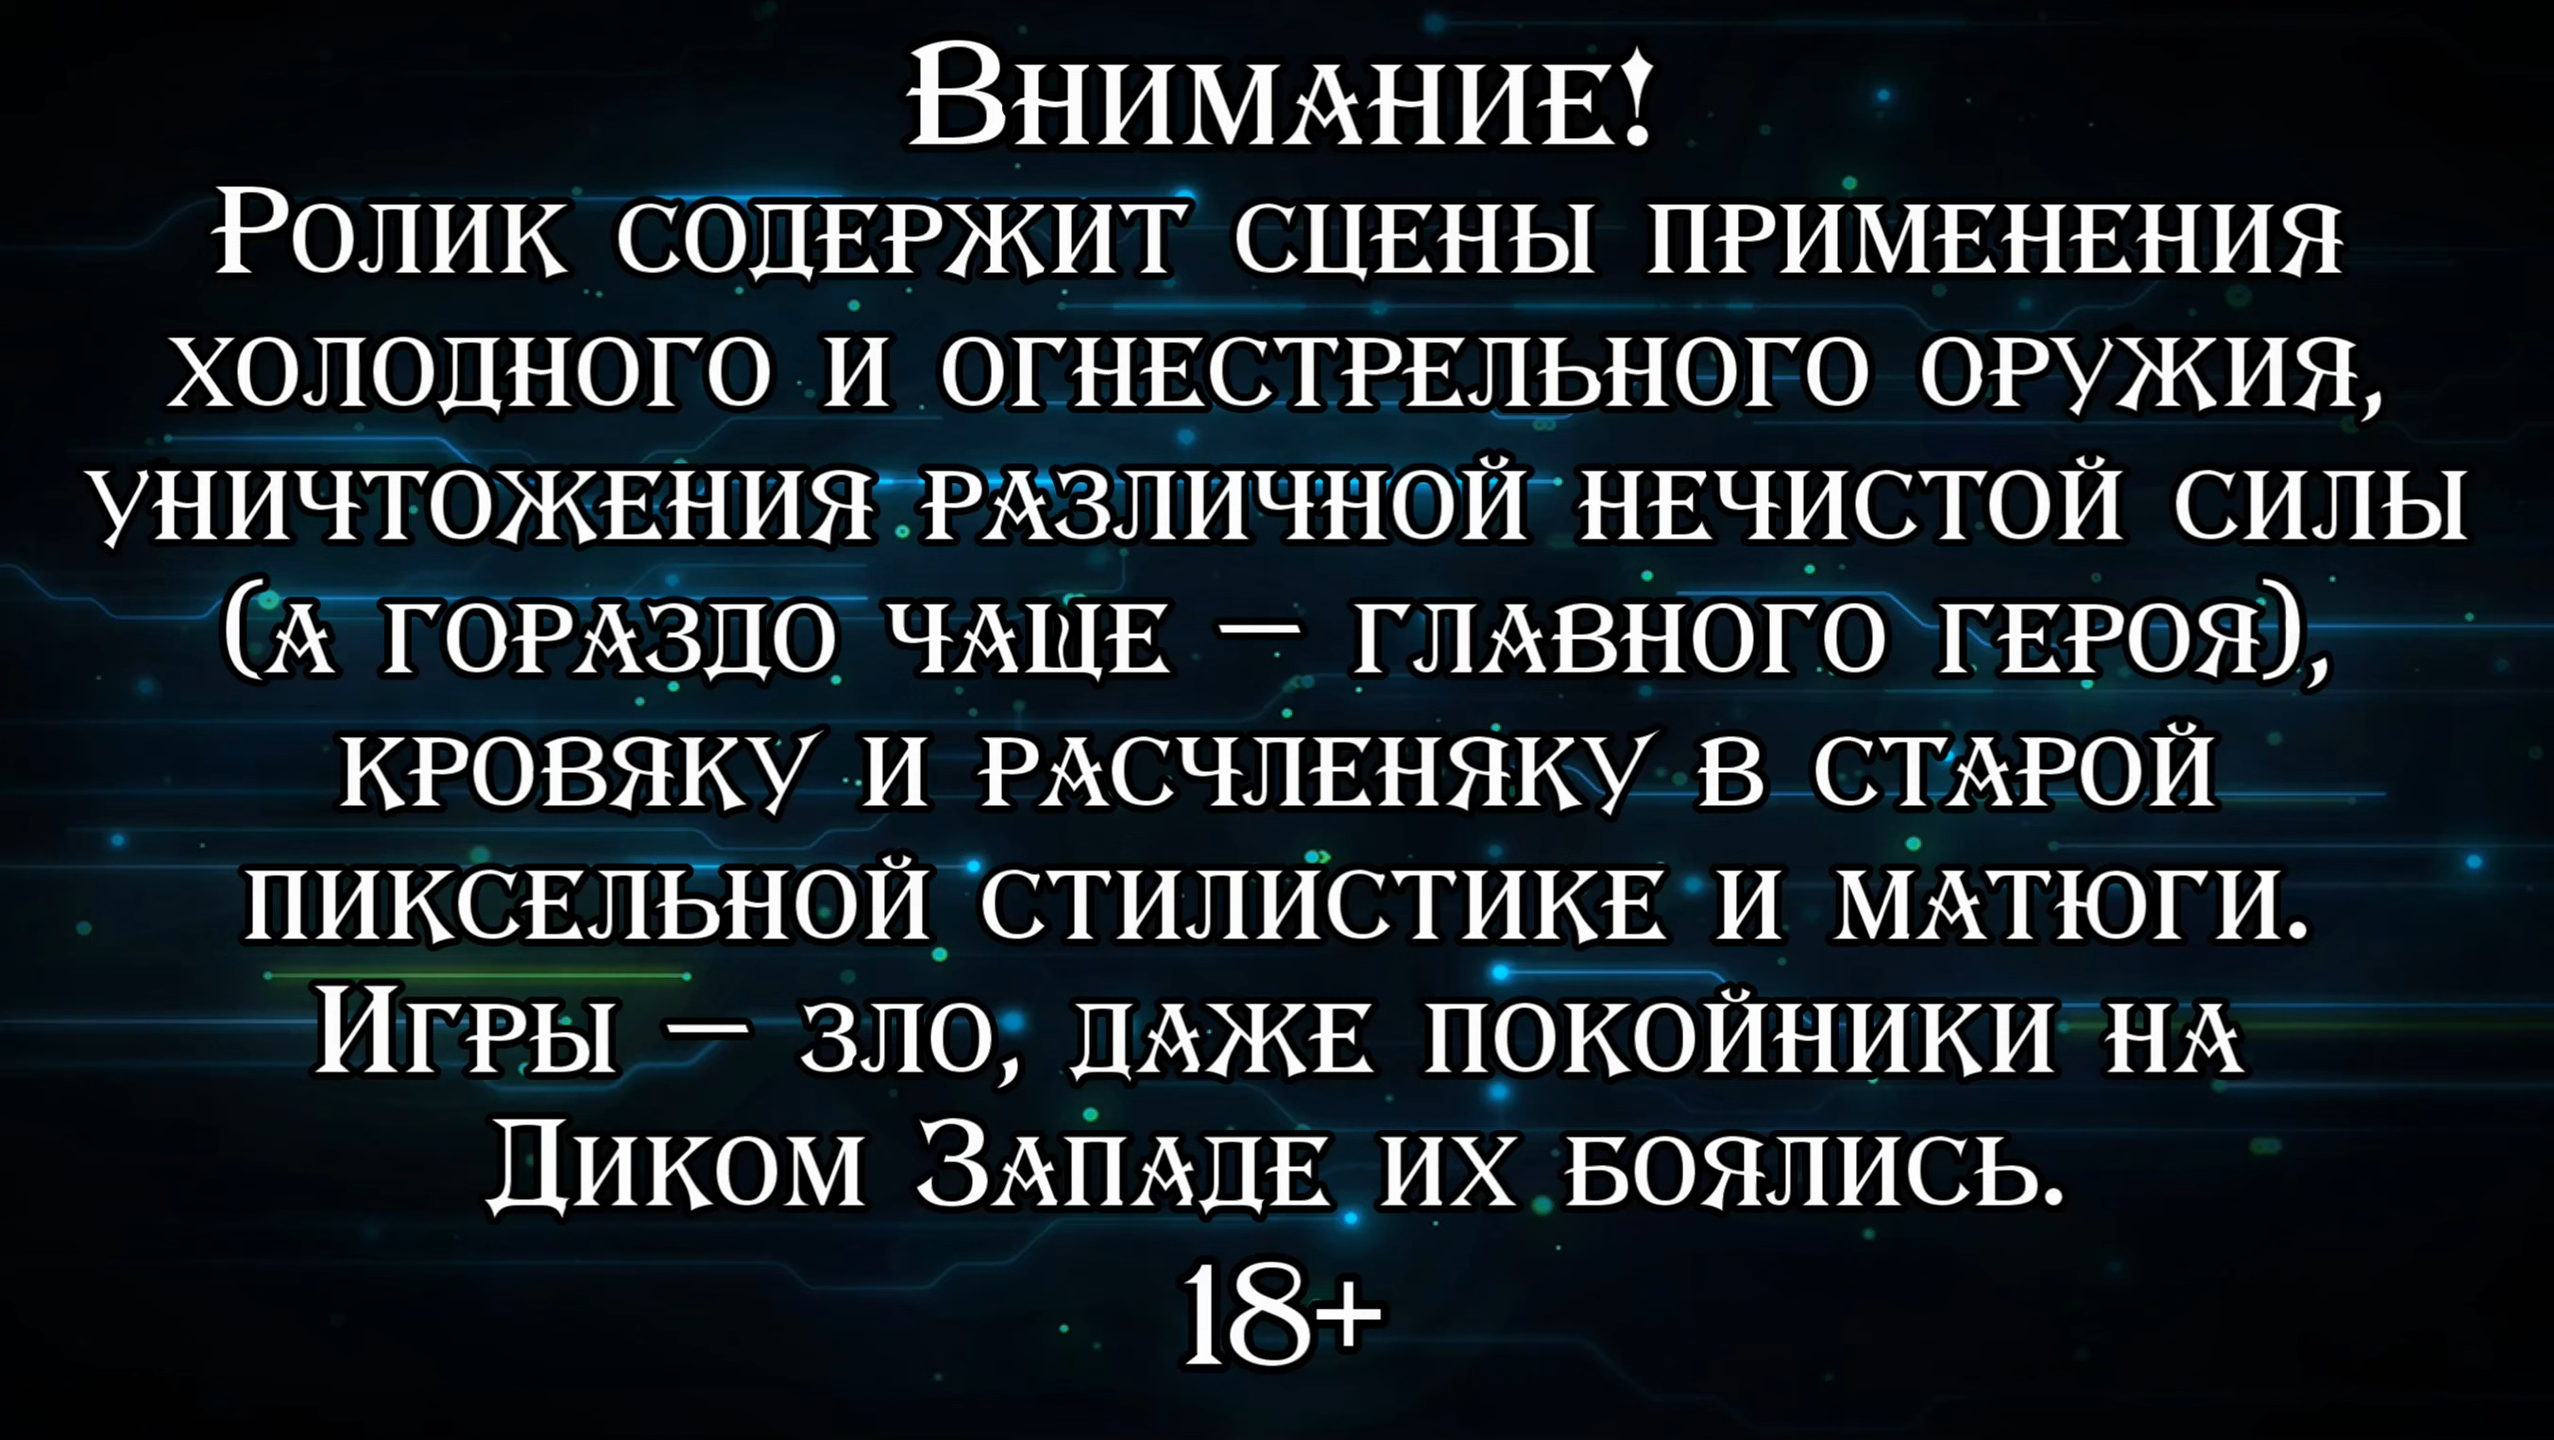 Внимание!
Ролик содержит сцены применения
холодного и огнестрельного оружия,
уничтожения различной нечистой силы
(а гораздо чаще – главного героя),
кровяку и расчленяку в старой
пиксельной стилистике и матюги.
Игры – зло, даже покойники на
Диком Западе их боялись.
18+